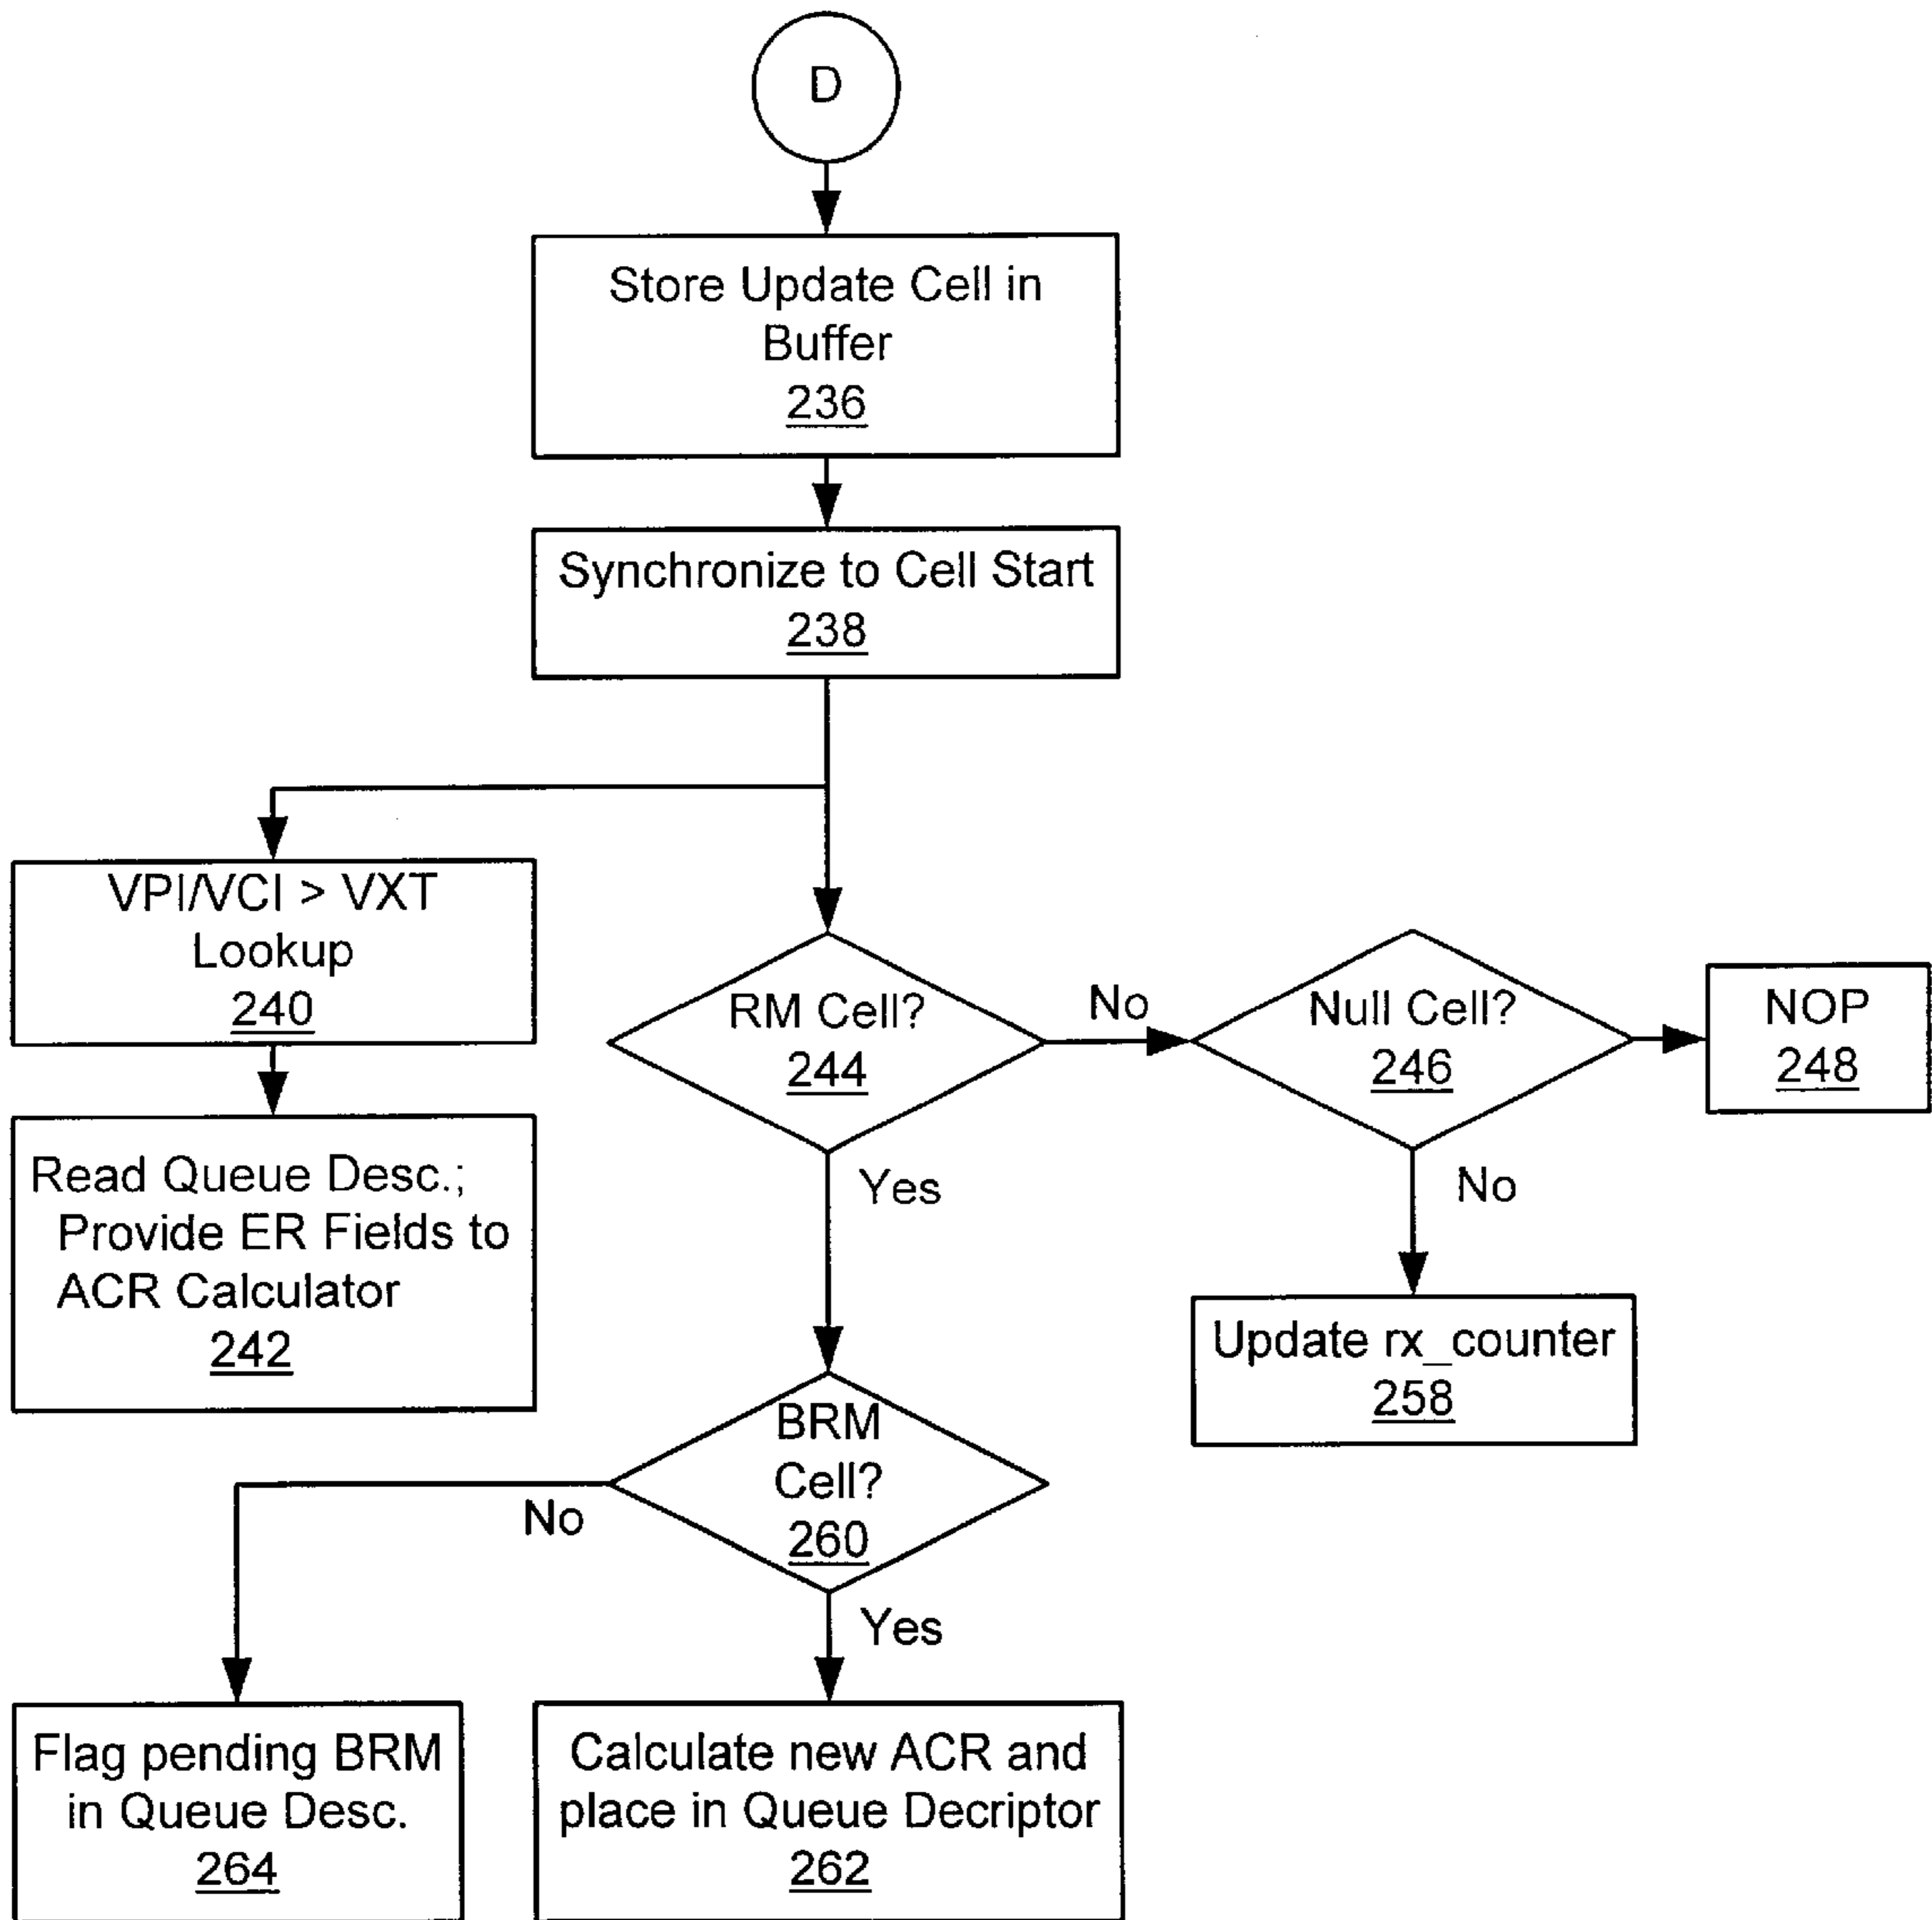 D
Store Update Cell in
Buffer
236
Synchronize to Cell Start
238
VPI/VCI > VXT
Lookup
240
Read Queue Desc.;
Provide ER Fields to
ACR Calculator
242
RM Cell?
244
No
Yes
Null Cell?
246
No
NOP
248
Update rx_counter
258
BRM
Cell?
260
No
Yes
Flag pending BRM
in Queue Desc.
264
Calculate new ACR and
place in Queue Decriptor
262